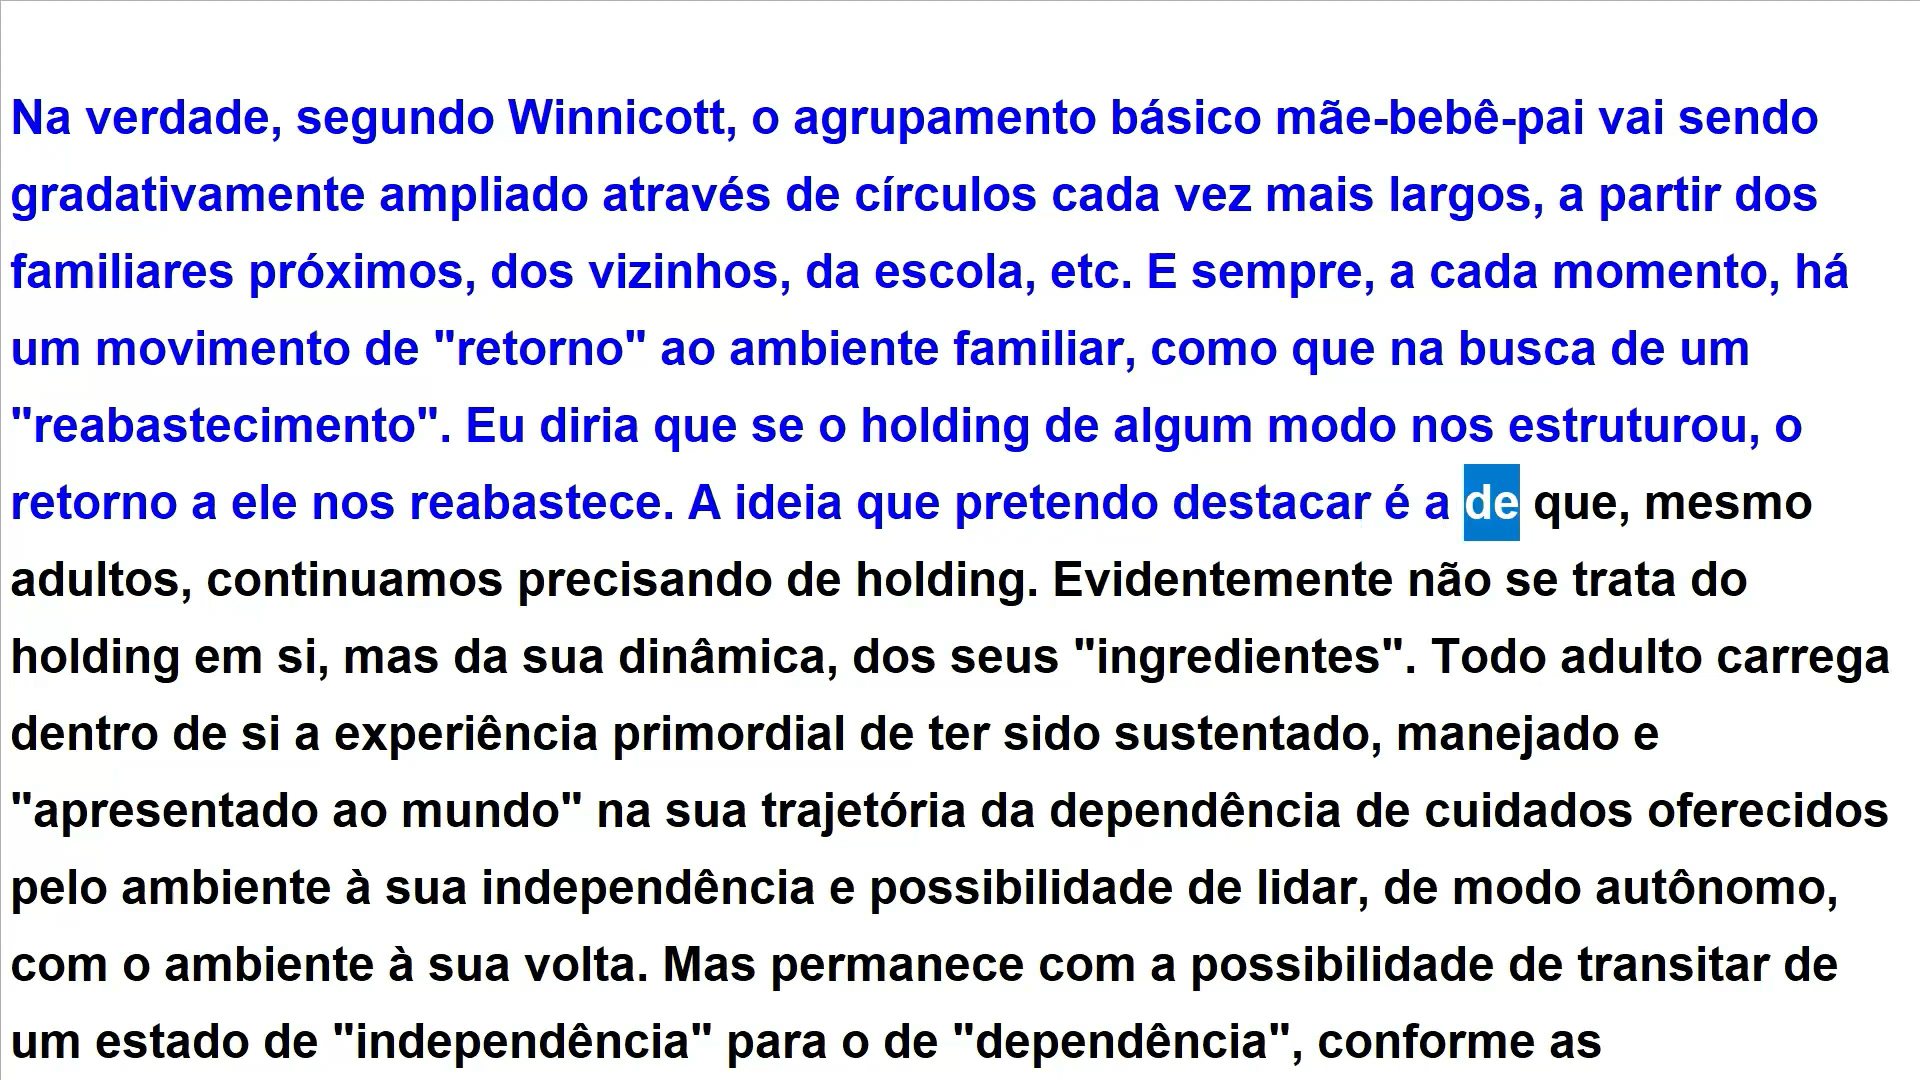 Na verdade, segundo Winnicott, o agrupamento básico mãe-bebê-pai vai sendo
gradativamente ampliado através de círculos cada vez mais largos, a partir dos
familiares próximos, dos vizinhos, da escola, etc. E sempre, a cada momento, há
um movimento de "retorno" ao ambiente familiar, como que na busca de um
"reabastecimento". Eu diria que se o holding de algum modo nos estruturou, o
retorno a ele nos reabastece. A ideia que pretendo destacar é a de que, mesmo
adultos, continuamos precisando de holding. Evidentemente não se trata do
holding em si, mas da sua dinâmica, dos seus "ingredientes". Todo adulto carrega
dentro de si a experiência primordial de ter sido sustentado, manejado e
"apresentado ao mundo" na sua trajetória da dependência de cuidados oferecidos
pelo ambiente à sua independência e possibilidade de lidar, de modo autônomo,
com o ambiente à sua volta. Mas permanece com a possibilidade de transitar de
um estado de "independência" para o de "dependência", conforme as